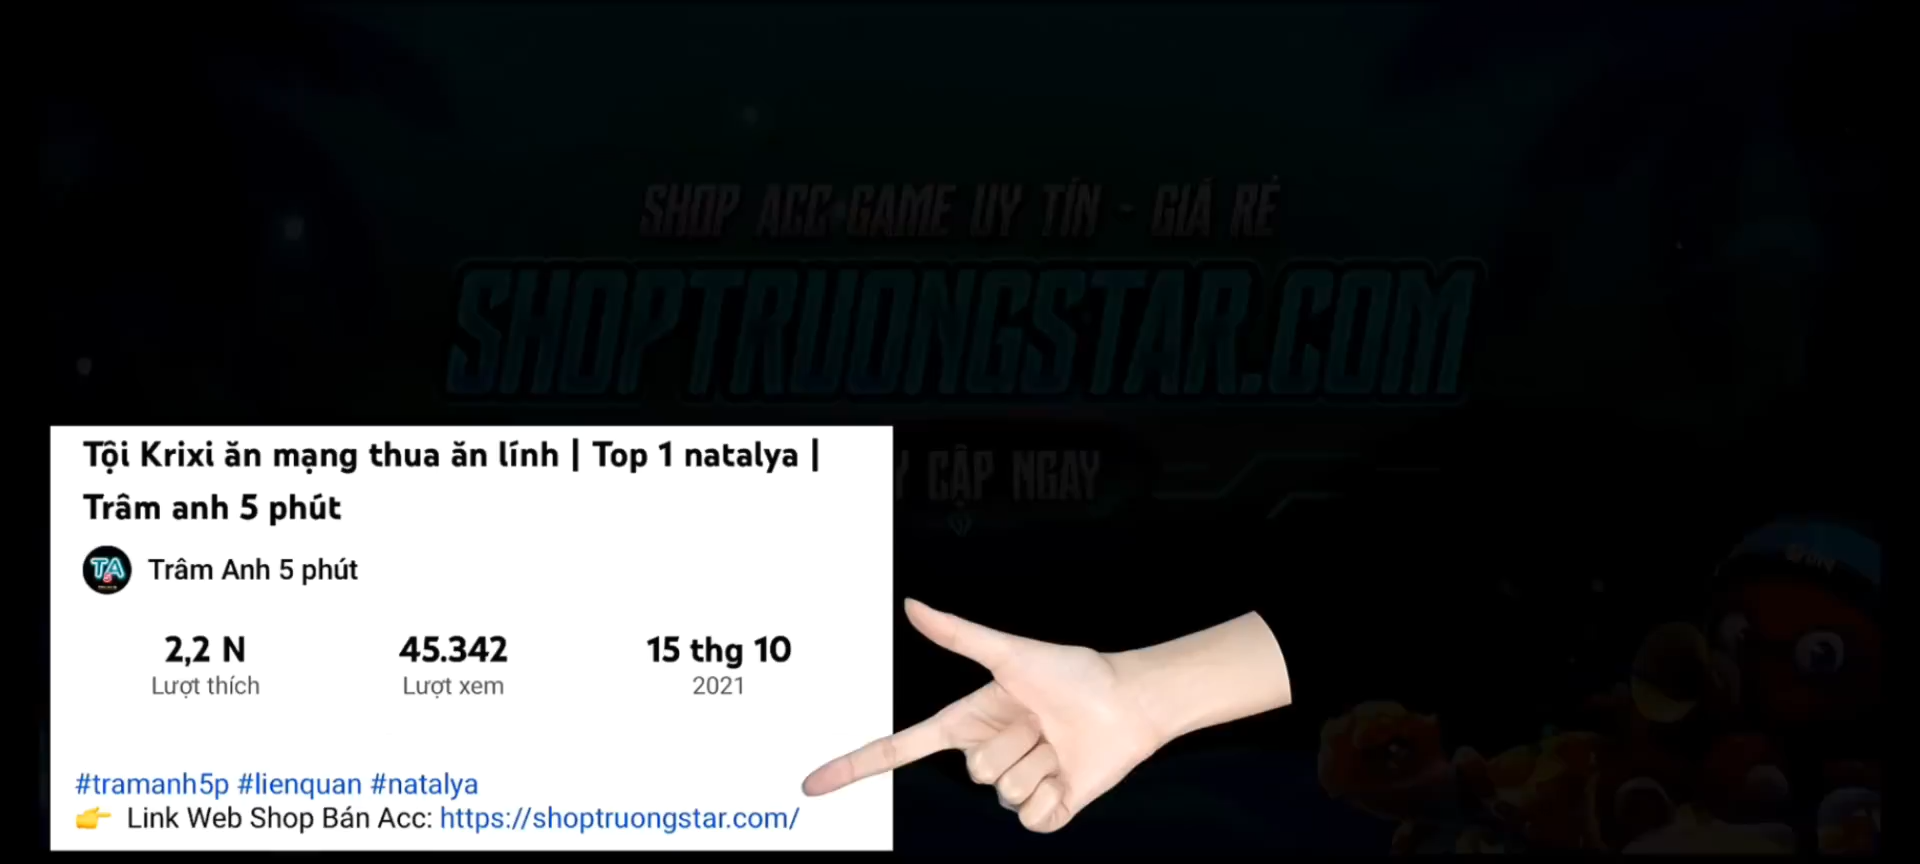 SHOP ACC GAME UY TÍN - GIÁ RẺ
SHOPTRUONGSTAR.COM
CẬP NGAY
Tội Krixi ăn mạng thua ăn lính | Top 1 natalya |
Trâm anh 5 phút
TA
Trâm Anh 5 phút
2,2 N 45.342 15 thg 10
Lượt thích Lượt xem 2021
#tramanh5p #lienquan #natalya
👉 Link Web Shop Bán Acc: https://shoptruongstar.com/